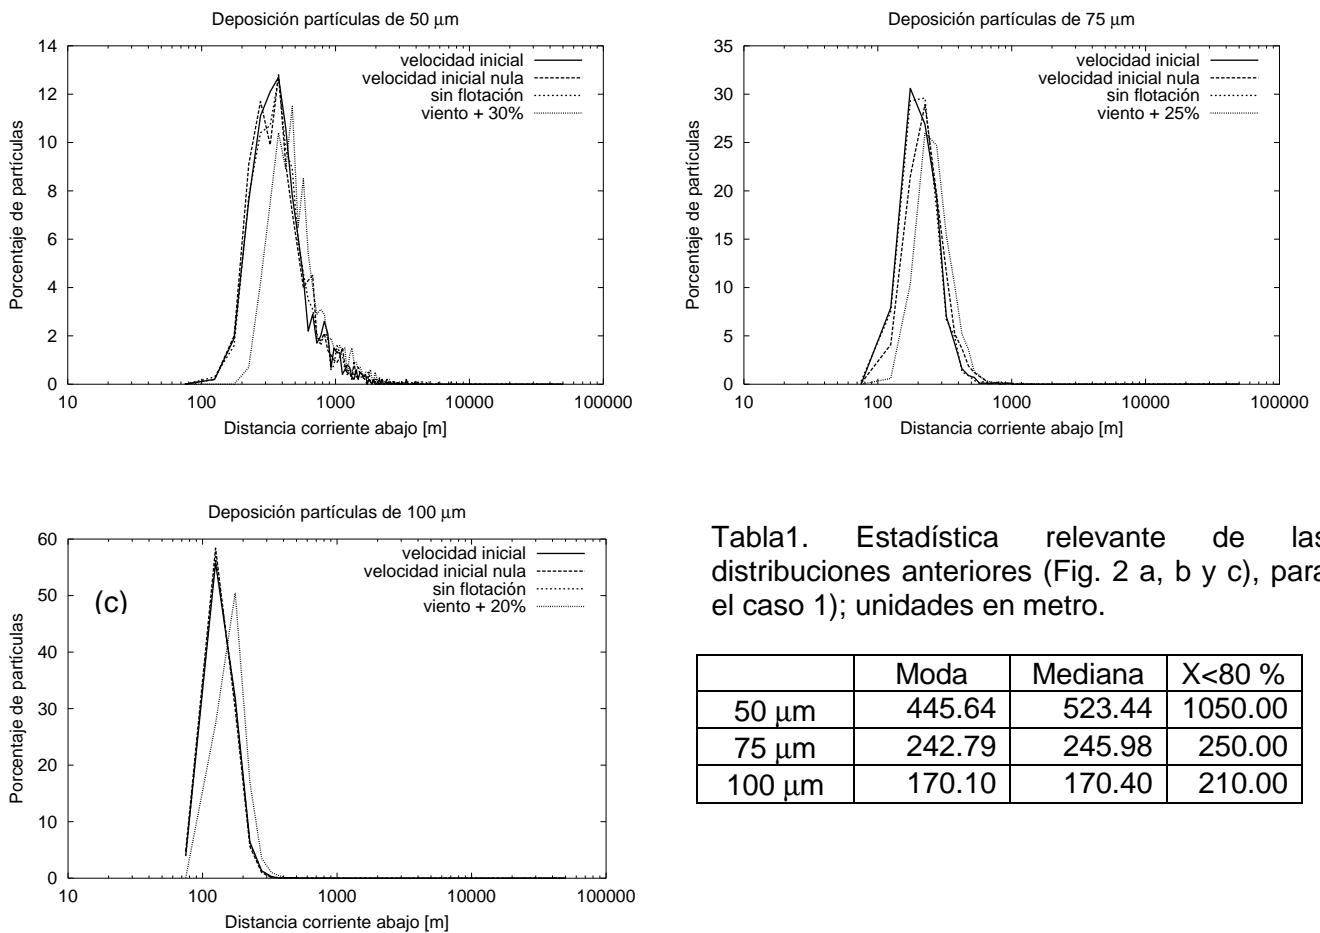 Deposición partículas de 50 μm
14
12
10
8
6
4
2
0
10 100 1000 10000 100000
Porcentaje de partículas
Distancia corriente abajo [m]
velocidad inicial
velocidad inicial nula
sin flotación
viento + 30%
Deposición partículas de 75 μm
35
30
25
20
15
10
5
0
10 100 1000 10000 100000
Porcentaje de partículas
Distancia corriente abajo [m]
velocidad inicial
velocidad inicial nula
sin flotación
viento + 25%
Deposición partículas de 100 μm
60
50
40
30
20
10
0
10 100 1000 10000 100000
Porcentaje de partículas
Distancia corriente abajo [m]
(c)
velocidad inicial
velocidad inicial nula
sin flotación
viento + 20%
Tabla1. Estadística relevante de las
distribuciones anteriores (Fig. 2 a, b y c), para
el caso 1); unidades en metro.
Moda Mediana X<80 %
50 μm 445.64 523.44 1050.00
75 μm 242.79 245.98 250.00
100 μm 170.10 170.40 210.00